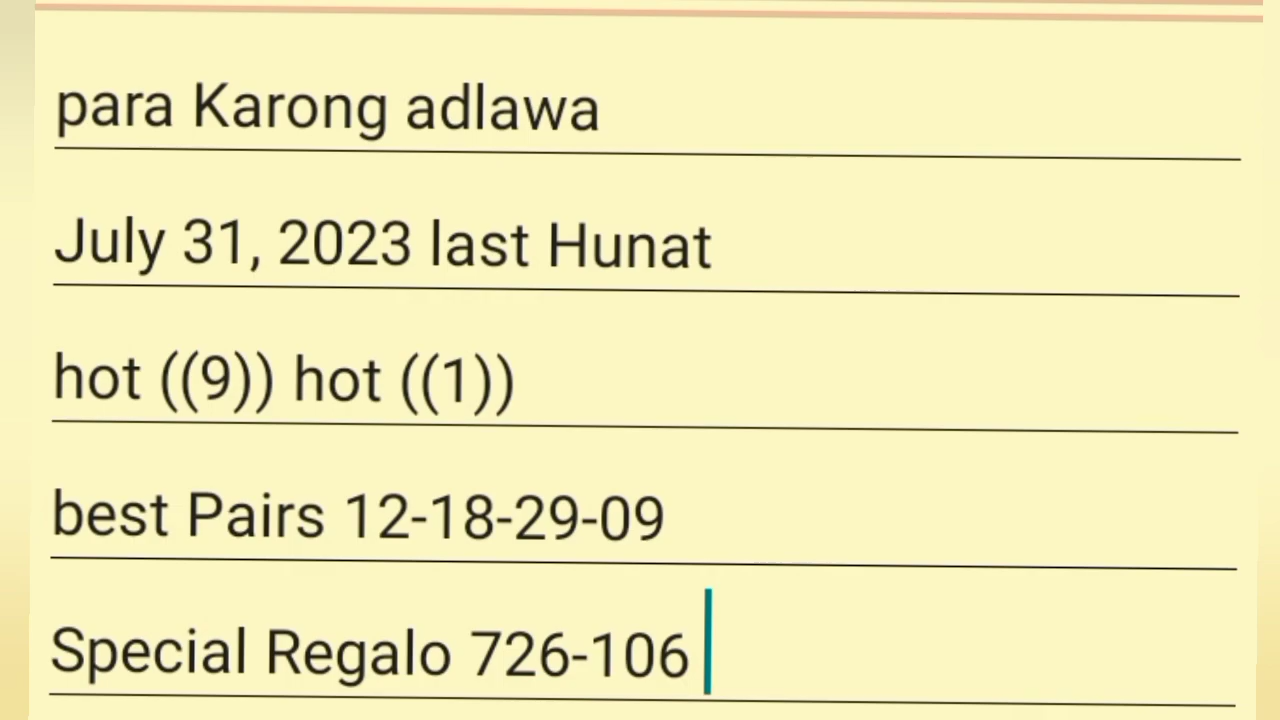 para Karong adlawa
July 31, 2023 last Hunat
hot ((9)) hot ((1))
best Pairs 12-18-29-09
Special Regalo 726-106